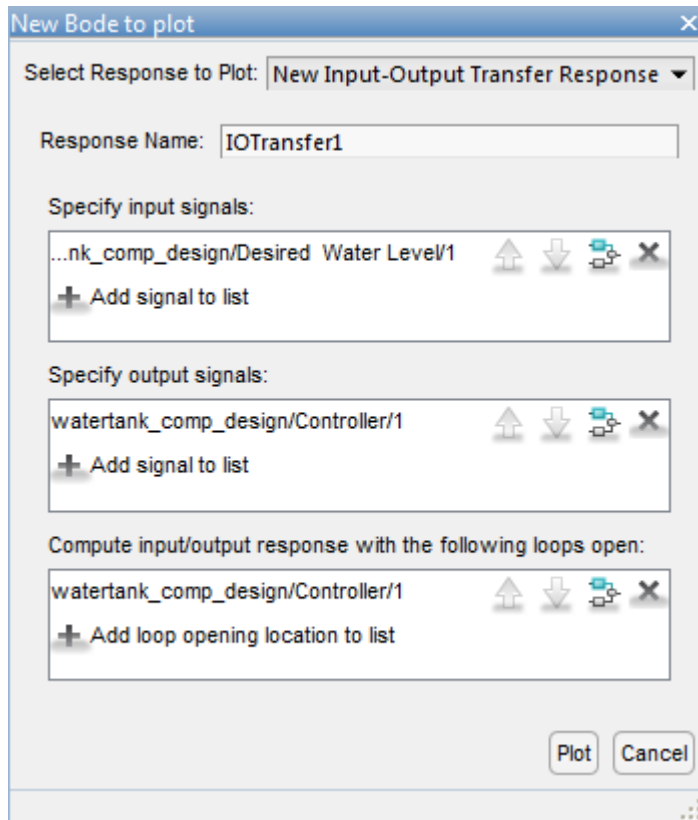 New Bode to plot
Select Response to Plot: New Input-Output Transfer Response
Response Name: IOTransfer1
Specify input signals:
...nk_comp_design/Desired  Water Level/1
Add signal to list
Specify output signals:
watertank_comp_design/Controller/1
Add signal to list
Compute input/output response with the following loops open:
watertank_comp_design/Controller/1
Add loop opening location to list
Plot Cancel